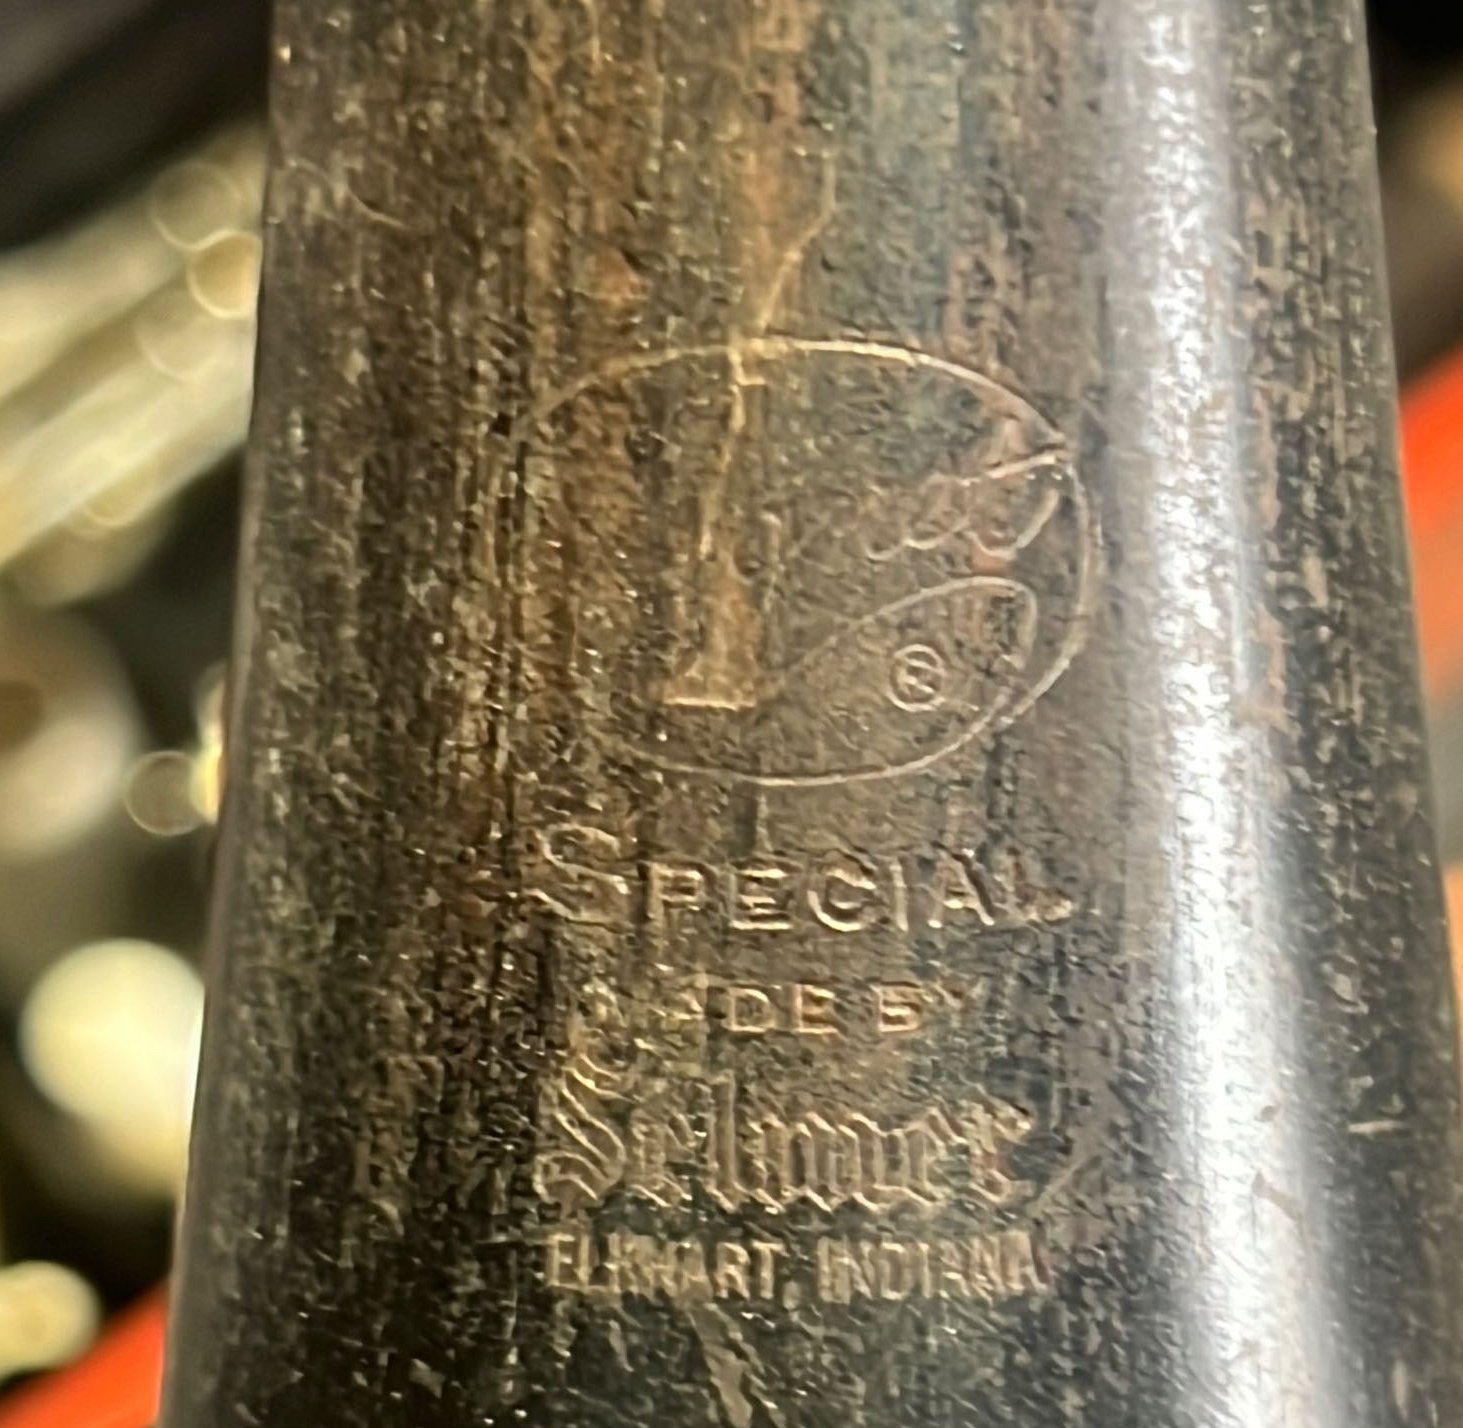 ®
SPECIAL
MADE BY
Selmer
ELKHART, INDIANA